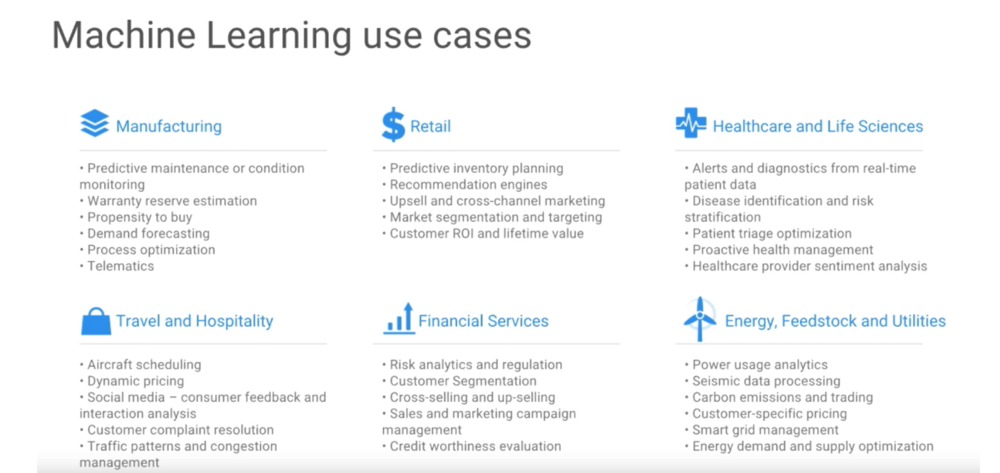 Machine Learning use cases
Manufacturing
• Predictive maintenance or condition
monitoring
• Warranty reserve estimation
• Propensity to buy
• Demand forecasting
• Process optimization
• Telematics
Retail
• Predictive inventory planning
• Recommendation engines
• Upsell and cross-channel marketing
• Market segmentation and targeting
• Customer ROI and lifetime value
Healthcare and Life Sciences
• Alerts and diagnostics from real-time
patient data
• Disease identification and risk
stratification
• Patient triage optimization
• Proactive health management
• Healthcare provider sentiment analysis
Travel and Hospitality
• Aircraft scheduling
• Dynamic pricing
• Social media – consumer feedback and
interaction analysis
• Customer complaint resolution
• Traffic patterns and congestion
management
Financial Services
• Risk analytics and regulation
• Customer Segmentation
• Cross-selling and up-selling
• Sales and marketing campaign
management
• Credit worthiness evaluation
Energy, Feedstock and Utilities
• Power usage analytics
• Seismic data processing
• Carbon emissions and trading
• Customer-specific pricing
• Smart grid management
• Energy demand and supply optimization